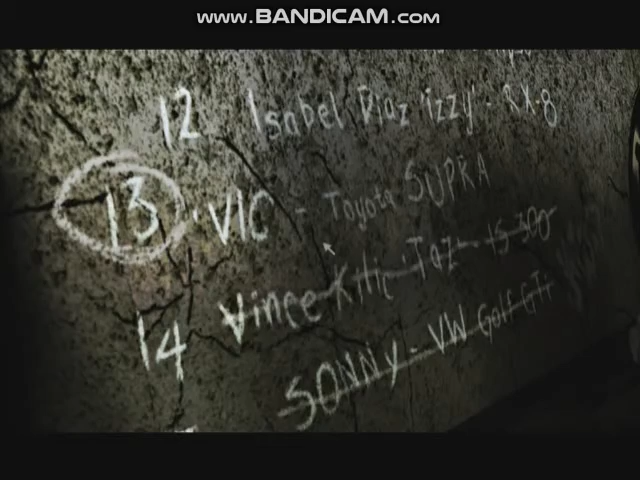 www.BANDICAM.com
12 Isabel Diaz 'izzy' - RX-8
13 'VIC' - Toyota SUPRA
14 Vince Kilic 'Taz' - IS 300
SONNY - VW Golf GTi